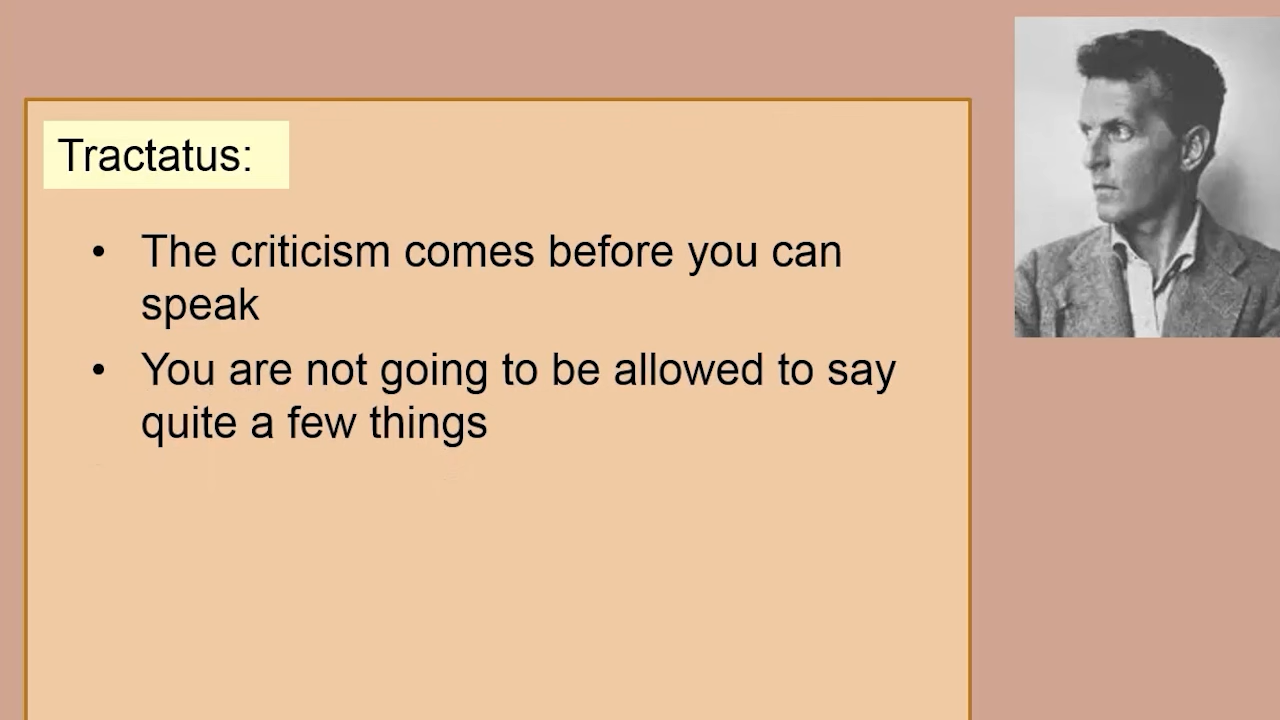 Tractatus:
• The criticism comes before you can
speak
• You are not going to be allowed to say
quite a few things